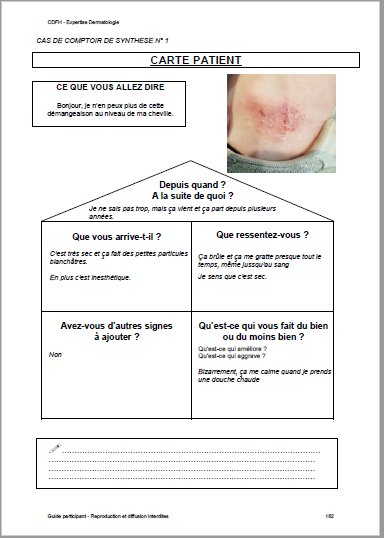 CDFH - Expertise Dermatologie
CAS DE COMPTOIR DE SYNTHESE N° 1
CARTE PATIENT
CE QUE VOUS ALLEZ DIRE
Bonjour, je n'en peux plus de cette
démangeaison au niveau de ma cheville.
Depuis quand ?
A la suite de quoi ?
Je ne sais pas trop, mais ça vient et ça part depuis plusieurs
années.
Que vous arrive-t-il ?
C'est très sec et ça fait des petites particules
blanchâtres.
En plus c'est inesthétique.
Que ressentez-vous ?
Ça brûle et ça me gratte presque tout le
temps, même jusqu'au sang
Je sens que c'est sec.
Avez-vous d'autres signes
à ajouter ?
Non
Qu'est-ce qui vous fait du bien
ou du moins bien ?
Qu'est-ce qui améliore ?
Qu'est-ce qui aggrave ?
Bizarrement, ça me calme quand je prends
une douche chaude
Guide participant - Reproduction et diffusion interdites
162